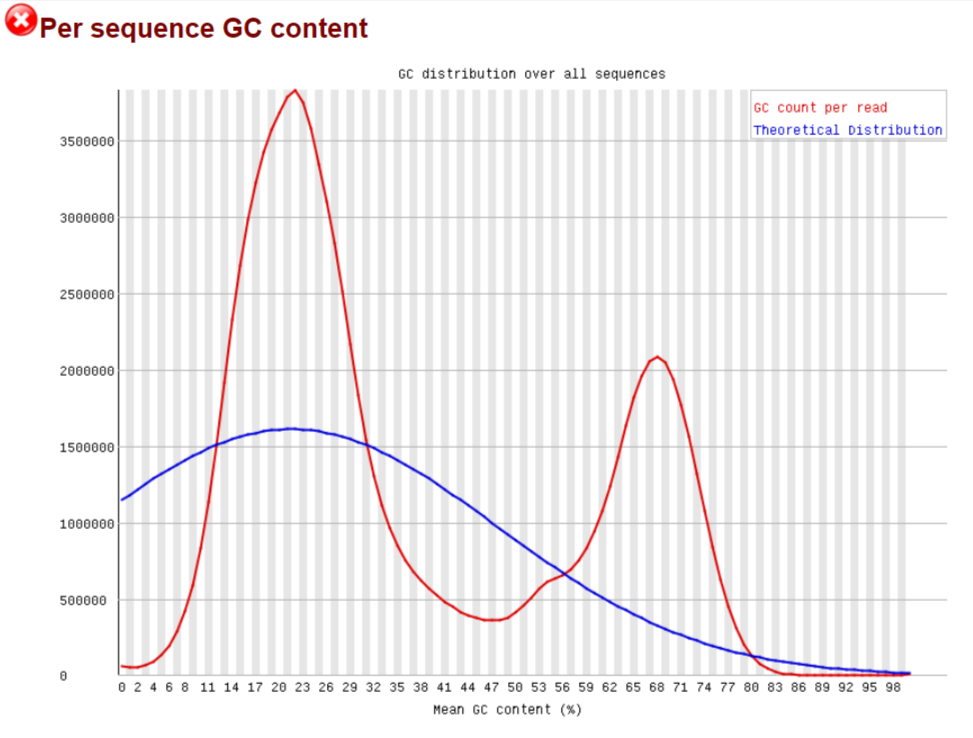 Per sequence GC content
GC distribution over all sequences
GC count per read
Theoretical Distribution
3500000
3000000
2500000
2000000
1500000
1000000
500000
0
0 2 4 6 8 11 14 17 20 23 26 29 32 35 38 41 44 47 50 53 56 59 62 65 68 71 74 77 80 83 86 89 92 95 98
Mean GC content (%)